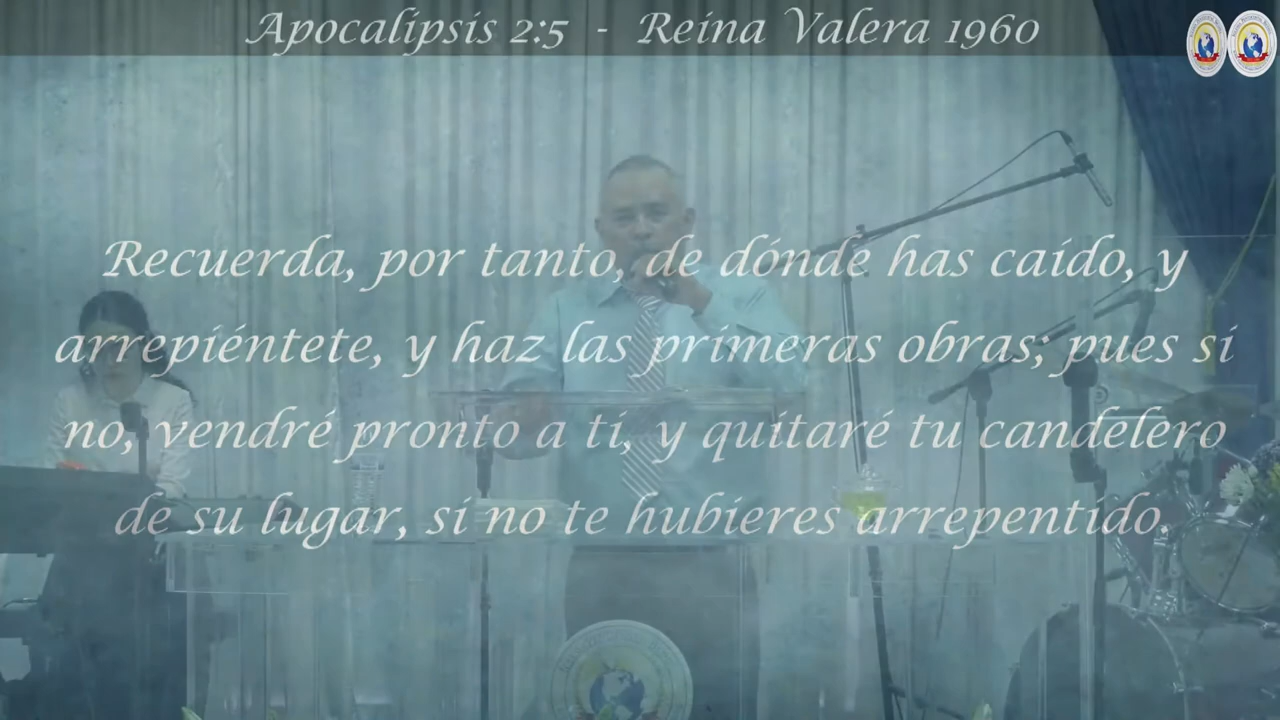 Apocalipsis 2:5 - Reina Valera 1960
Recuerda, por tanto, de dónde has caído, y
arrepiéntete, y haz las primeras obras; pues si
no, vendré pronto a ti, y quitaré tu candelero
de su lugar, si no te hubieres arrepentido.